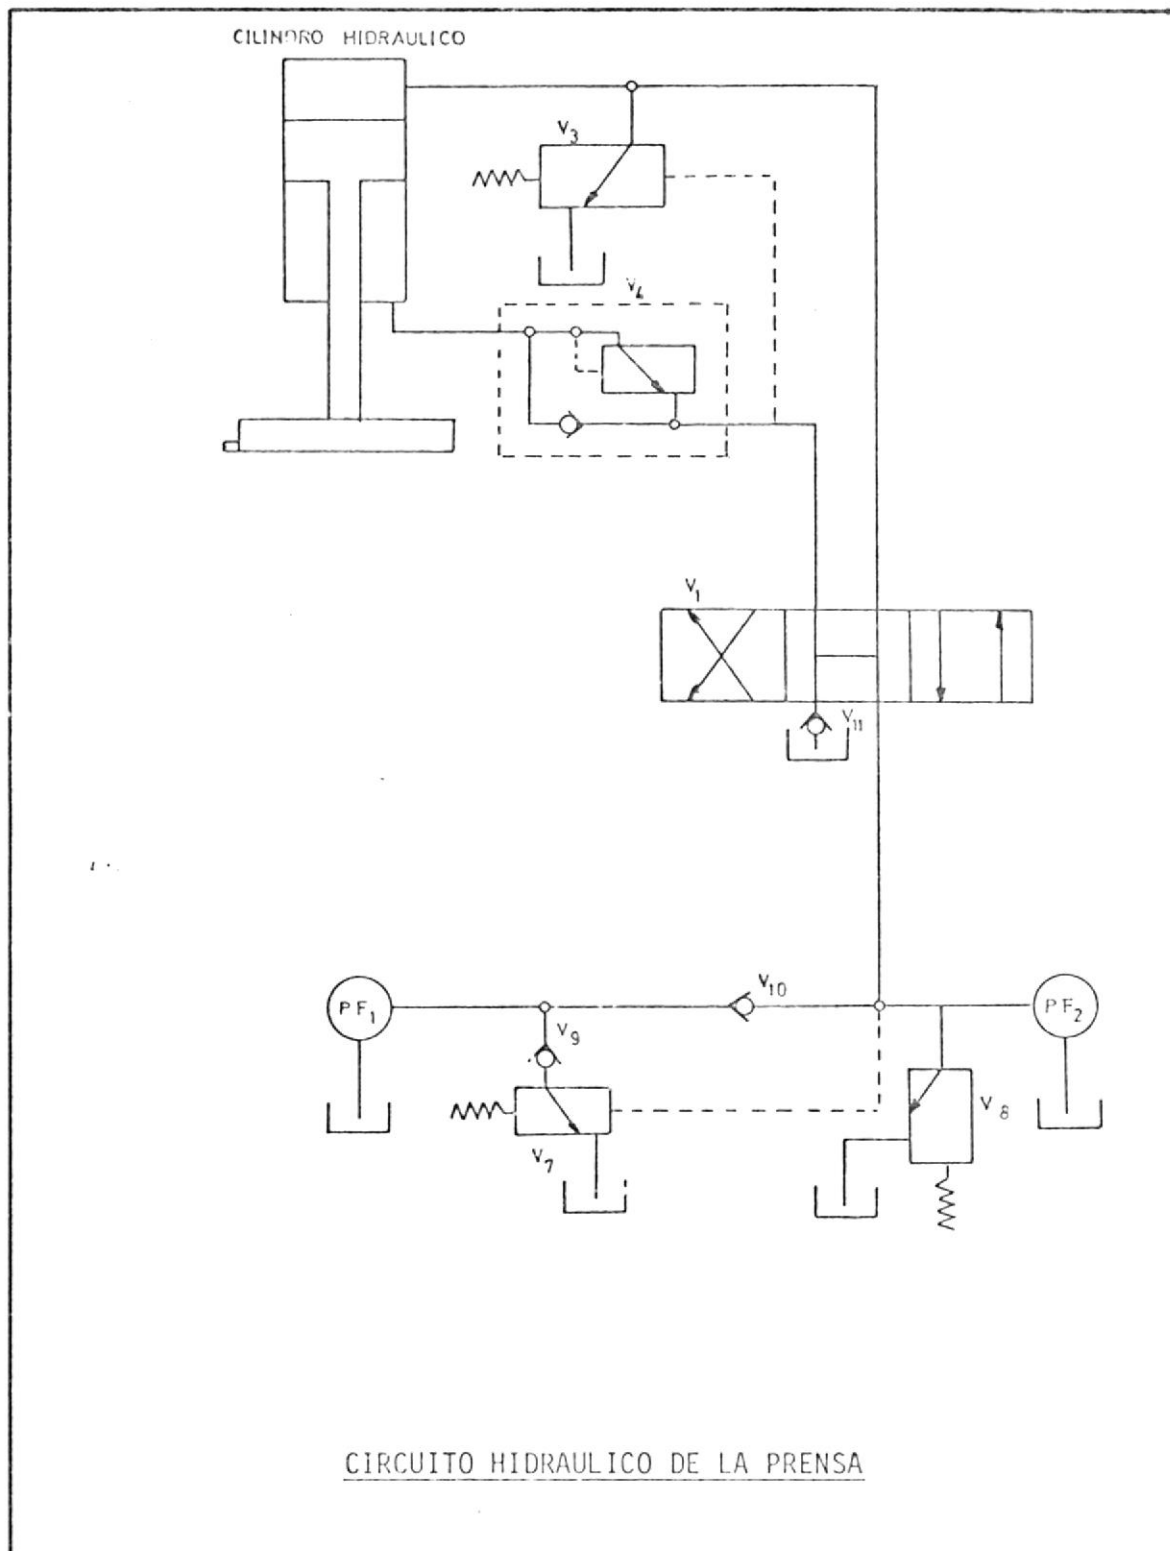 CILINDRO HIDRAULICO
V3
V4
V1
V11
PF1
V10
PF2
V9
V8
V7
CIRCUITO HIDRAULICO DE LA PRENSA